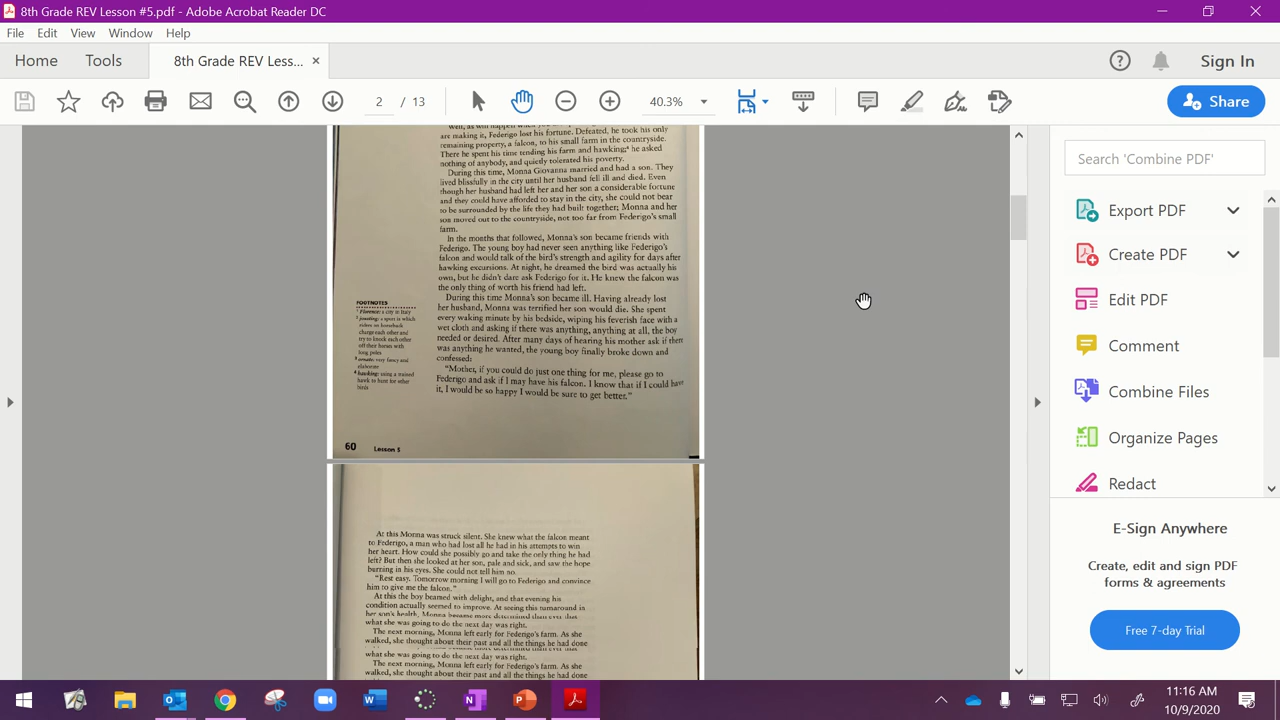 8th Grade REV Lesson #5.pdf - Adobe Acrobat Reader DC
File Edit View Window Help
Home Tools 8th Grade REV Less... × Sign In
2 / 13 40.3% Share
are making it, Federigo lost his fortune. Defeated, he took his only
remaining property, a falcon, to his small farm in the countryside.
There he spent his time tending his farm and hawking;⁴ he asked
nothing of anybody, and quietly tolerated his poverty.
During this time, Monna Giovanna married and had a son. They
lived blissfully in the city until her husband fell ill and died. Even
though her husband had left her and her son a considerable fortune
and they could have afforded to stay in the city, she could not bear
to be surrounded by the life they had built together; Monna and her
son moved out to the countryside, not too far from Federigo's small
farm.
In the months that followed, Monna's son became friends with
Federigo. The young boy had never seen anything like Federigo's
falcon and would talk of the bird's strength and agility for days after
hawking excursions. At night, he dreamed the bird was actually his
own, but he didn't dare ask Federigo for it. He knew the falcon was
the only thing of worth his friend had left.
During this time Monna's son became ill. Having already lost
her husband, Monna was terrified her son would die. She spent
every waking minute by his bedside, wiping his feverish face with a
wet cloth and asking if there was anything, anything at all, the boy
needed or desired. After many days of hearing his mother ask if there
was anything he wanted, the young boy finally broke down and
confessed:
"Mother, if you could do just one thing for me, please go to
Federigo and ask if I may have his falcon. I know that if I could have
it, I would be so happy I would be sure to get better."
FOOTNOTES
¹ Florence: a city in Italy
² jousting: a sport in which
riders on horseback
charge each other and
try to knock each other
off their horses with
long poles
³ ornate: very fancy and
elaborate
⁴ hawking: using a trained
hawk to hunt for other
birds
60 Lesson 5
At this Monna was struck silent. She knew what the falcon meant
to Federigo, a man who had lost all he had in his attempts to win
her heart. How could she possibly go and take the only thing he had
left? But then she looked at her son, pale and sick, and saw the hope
burning in his eyes. She could not tell him no.
"Rest easy. Tomorrow morning I will go to Federigo and convince
him to give me the falcon."
At this the boy beamed with delight, and that evening his
condition actually seemed to improve. At seeing this turnaround in
her son's health, Monna became more determined than ever that
what she was going to do the next day was right.
The next morning, Monna left early for Federigo's farm. As she
walked, she thought about their past and all the things he had done
what she was going to do the next day was right.
The next morning, Monna left early for Federigo's farm. As she
walked, she thought about their past and all the things he had done
Search 'Combine PDF'
Export PDF
Create PDF
Edit PDF
Comment
Combine Files
Organize Pages
Redact
E-Sign Anywhere
Create, edit and sign PDF
forms & agreements
Free 7-day Trial
11:16 AM
10/9/2020